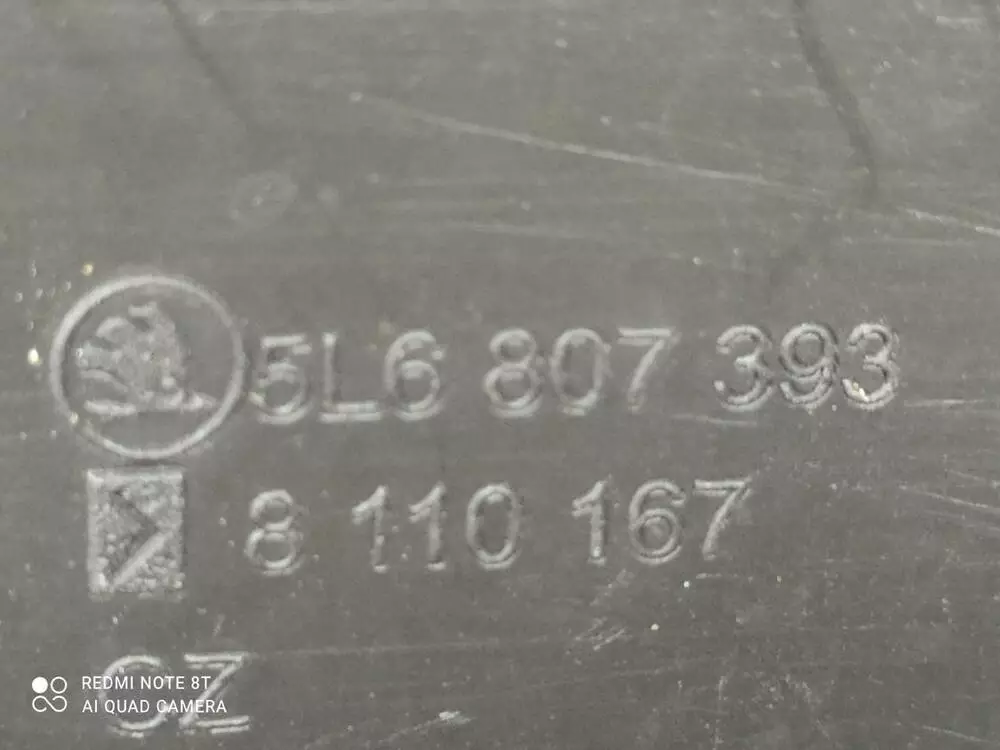 5L6 807 393
8 110 167
CZ
REDMI NOTE 8T
AI QUAD CAMERA